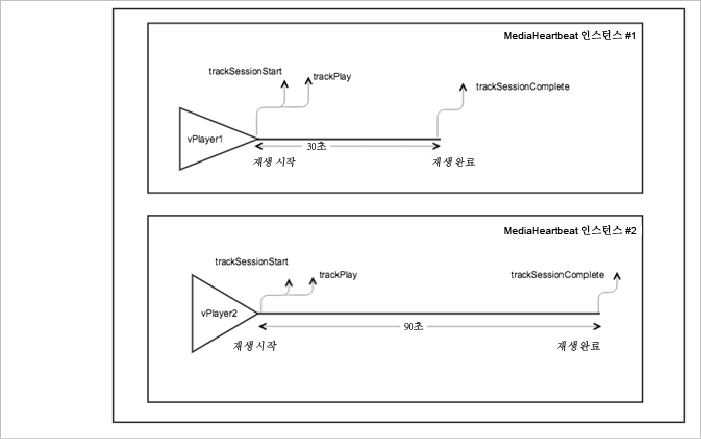 MediaHeartbeat 인스턴스 #1
trackSessionStart
trackPlay
trackSessionComplete
vPlayer1
30초
재생 시작
재생 완료
MediaHeartbeat 인스턴스 #2
trackSessionStart
trackPlay
trackSessionComplete
vPlayer2
90초
재생 시작
재생 완료